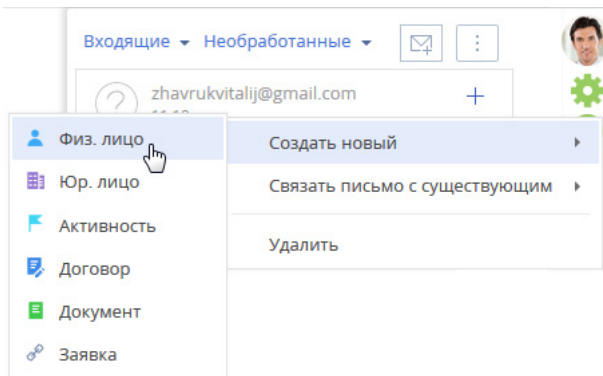 Входящие Необработанные
zhavrukvitalij@gmail.com
Физ. лицо
Создать новый
Юр. лицо
Связать письмо с существующим
Активность
Удалить
Договор
Документ
Заявка